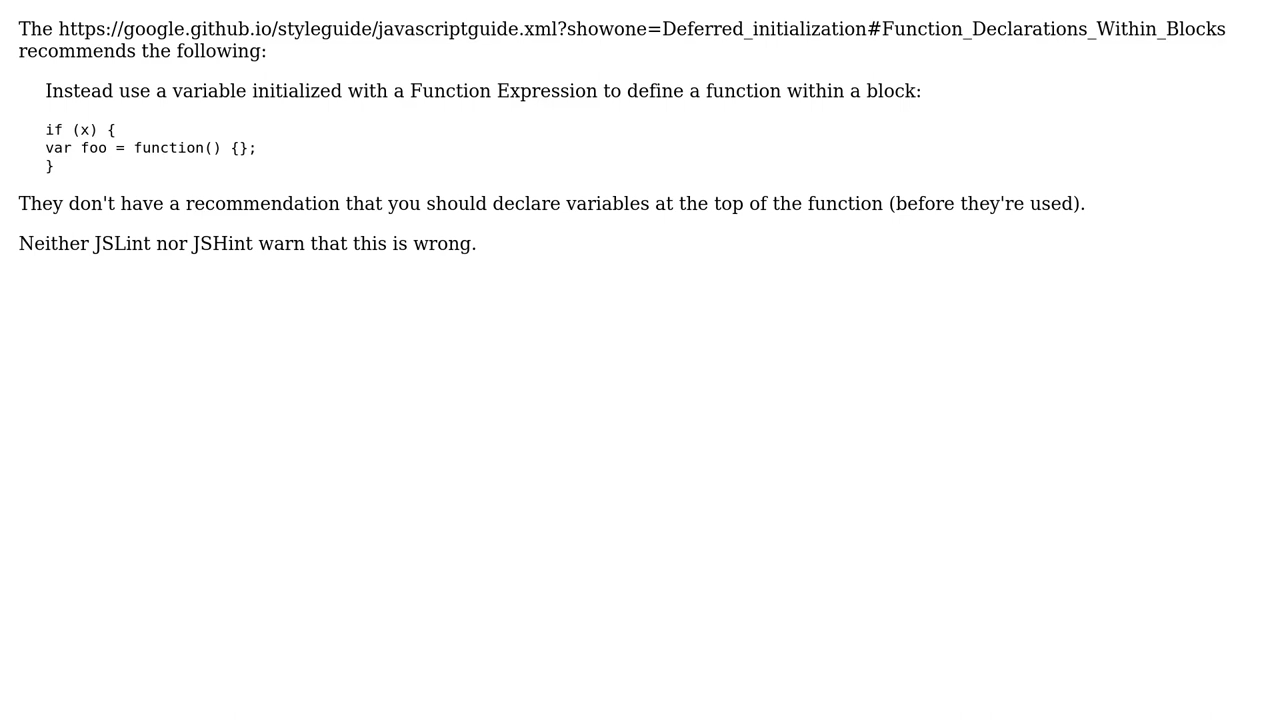 The https://google.github.io/styleguide/javascriptguide.xml?showone=Deferred_initialization#Function_Declarations_Within_Blocks
recommends the following:
Instead use a variable initialized with a Function Expression to define a function within a block:
if (x) {
var foo = function() {};
}
They don't have a recommendation that you should declare variables at the top of the function (before they're used).
Neither JSLint nor JSHint warn that this is wrong.